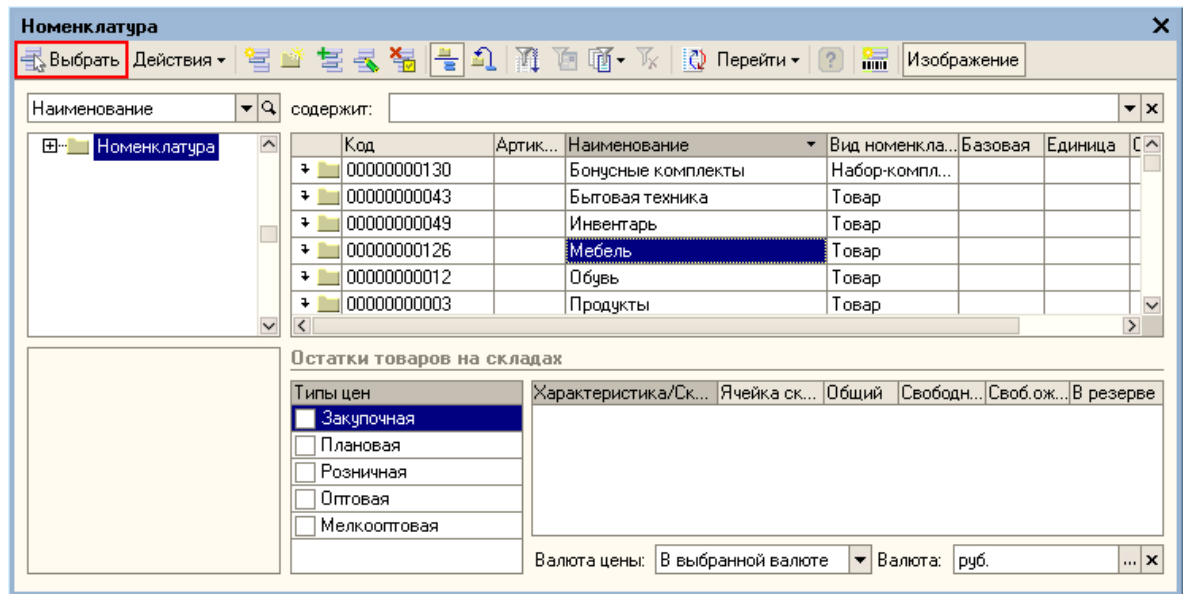 Номенклатура
Выбрать Действия Перейти ? Изображение
Наименование содержит:
Номенклатура
Код Артик... Наименование Вид номенкла... Базовая Единица
00000000130 Бонусные комплекты Набор-компл...
00000000043 Бытовая техника Товар
00000000049 Инвентарь Товар
00000000126 Мебель Товар
00000000012 Обувь Товар
00000000003 Продукты Товар
Остатки товаров на складах
Типы цен Характеристика/Ск... Ячейка ск... Общий Свободн... Своб.ож... В резерве
Закупочная
Плановая
Розничная
Оптовая
Мелкооптовая
Валюта цены: В выбранной валюте Валюта: руб. ...